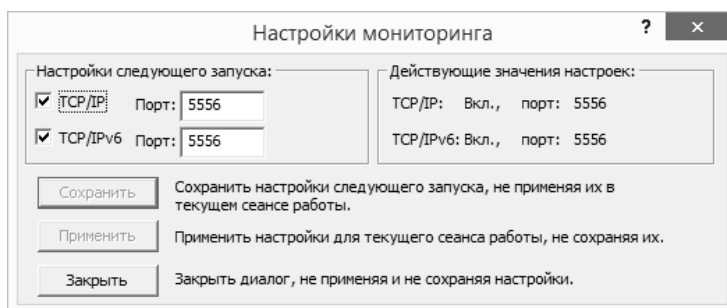 Настройки мониторинга
? ×
Настройки следующего запуска:
TCP/IP Порт: 5556
TCP/IPv6 Порт: 5556
Действующие значения настроек:
TCP/IP: Вкл., порт: 5556
TCP/IPv6: Вкл., порт: 5556
Сохранить
Сохранить настройки следующего запуска, не применяя их в
текущем сеансе работы.
Применить
Применить настройки для текущего сеанса работы, не сохраняя их.
Закрыть
Закрыть диалог, не применяя и не сохраняя настройки.